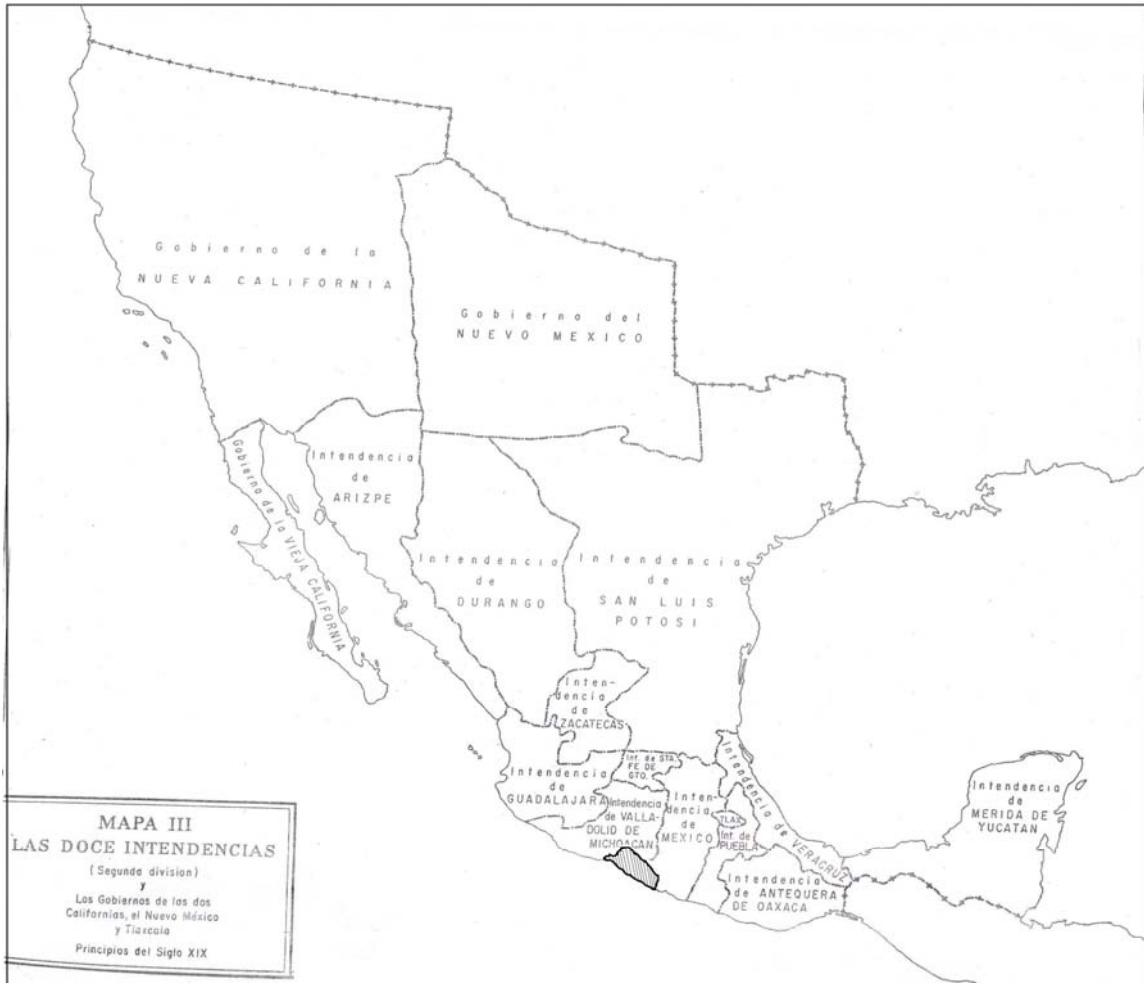 Gobierno de la
NUEVA CALIFORNIA
Gobierno del
NUEVO MEXICO
Gobierno de la VIEJA CALIFORNIA
Intendencia
de
ARIZPE
Intendencia
de
DURANGO
Intendencia
de
SAN LUIS
POTOSI
Inten-
dencia
de
ZACATECAS
Int. de STA.
FE DE
GTO.
Intendencia
de
GUADALAJARA
Intendencia
de VALLA-
DOLID DE
MICHOACAN
Inten-
dencia
de
MEXICO
TLAX.
Int. de
PUEBLA
Intendencia de VERACRUZ
Intendencia
de ANTEQUERA
DE OAXACA
Intendencia
de
MERIDA DE
YUCATAN
MAPA III
LAS DOCE INTENDENCIAS
(Segunda division)
y
Los Gobiernos de las dos
Californias, el Nuevo México
y Tlaxcala
Principios del Siglo XIX